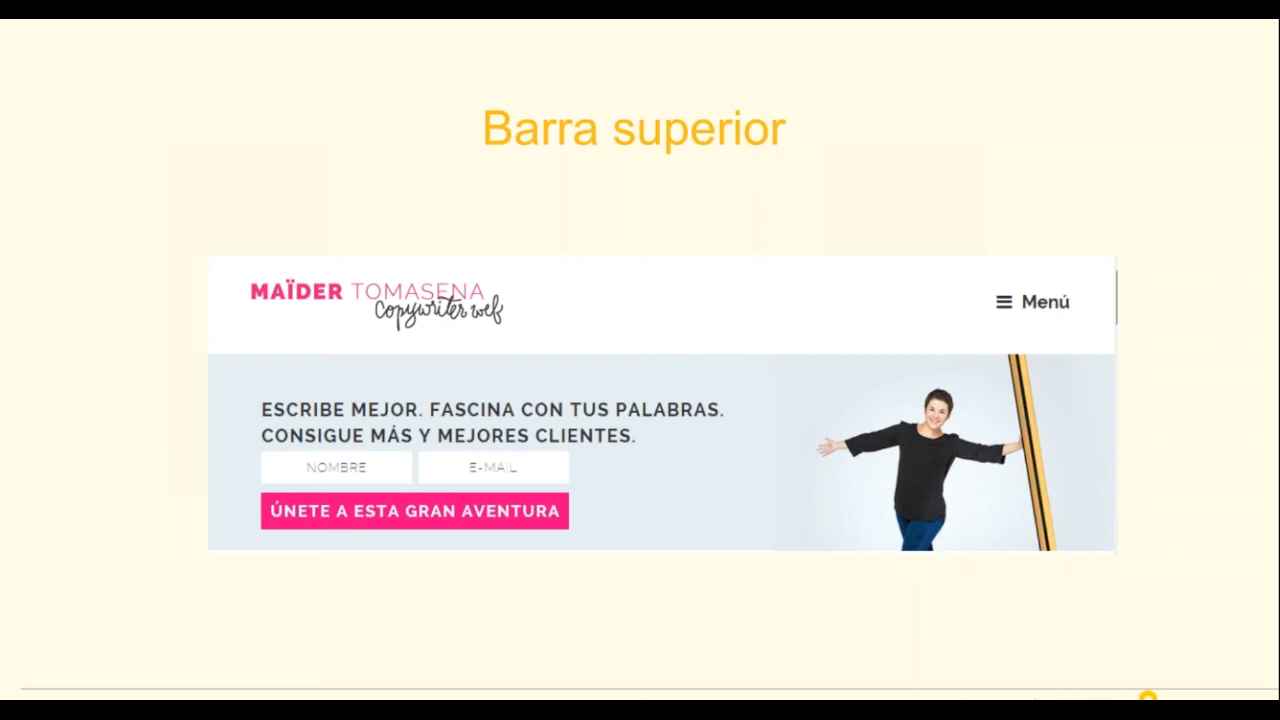 Barra superior
MAÏDER TOMASENA
copywriter web
Menú
ESCRIBE MEJOR. FASCINA CON TUS PALABRAS.
CONSIGUE MÁS Y MEJORES CLIENTES.
NOMBRE E-MAIL
ÚNETE A ESTA GRAN AVENTURA